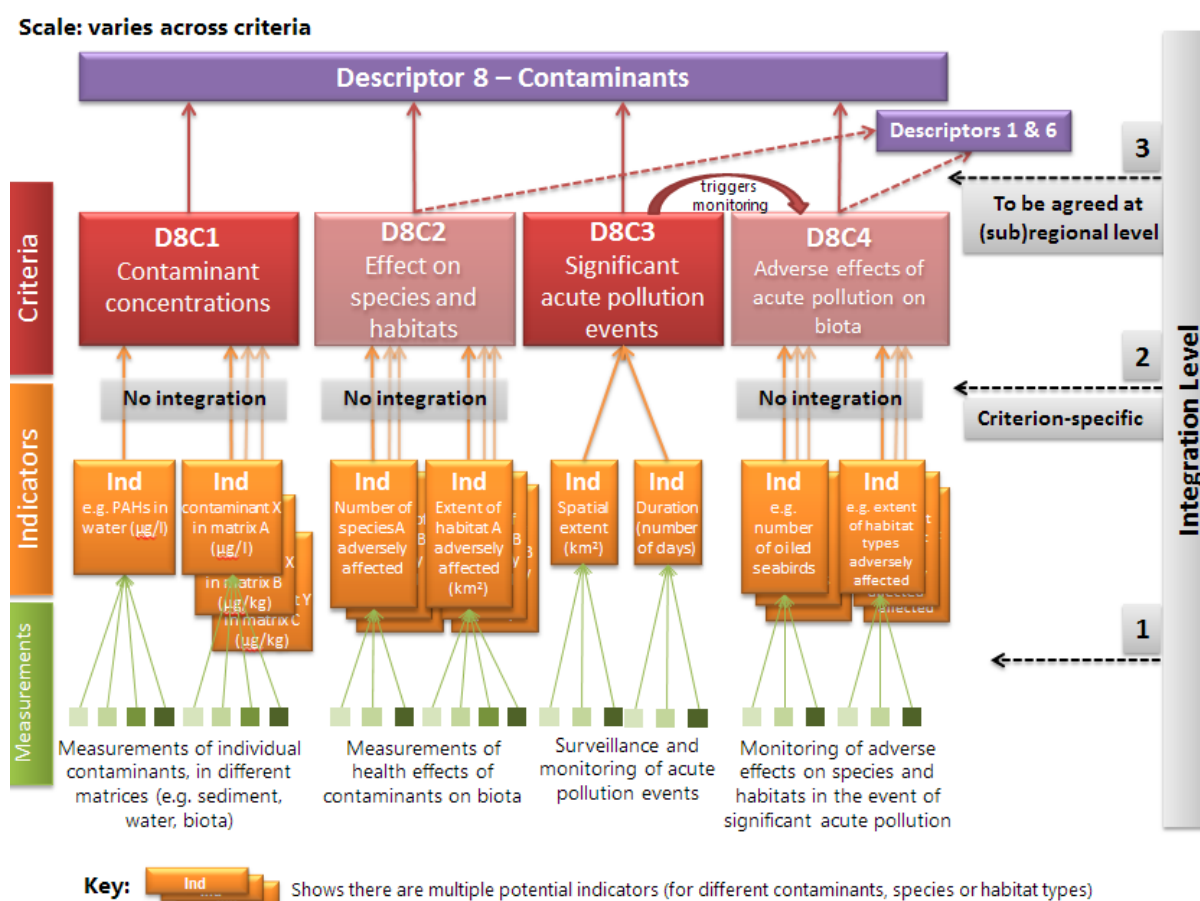 Scale: varies across criteria
Descriptor 8 – Contaminants
Descriptors 1 & 6
3
triggers
monitoring
To be agreed at
(sub)regional level
Criteria
D8C1
Contaminant
concentrations
D8C2
Effect on
species and
habitats
D8C3
Significant
acute pollution
events
D8C4
Adverse effects of
acute pollution on
biota
Integration Level
2
Criterion-specific
No integration
No integration
No integration
Indicators
Ind
e.g. PAHs in
water (µg/l)
Ind
contaminant X
in matrix A
(µg/l)
X
in matrix B
(µg/kg)
t Y
in matrix C
(µg/kg)
Ind
Number of
species A
adversely
affected
Ind
Extent of
habitat A
adversely
affected
(km²)
Ind
Spatial
extent
(km²)
Ind
Duration
(number
of days)
Ind
e.g.
number
of oiled
seabirds
Ind
e.g. extent
of habitat
types
adversely
affected
affected
1
Measurements
Measurements of individual
contaminants, in different
matrices (e.g. sediment,
water, biota)
Measurements of
health effects of
contaminants on biota
Surveillance and
monitoring of acute
pollution events
Monitoring of adverse
effects on species and
habitats in the event of
significant acute pollution
Key:
Ind
Shows there are multiple potential indicators (for different contaminants, species or habitat types)